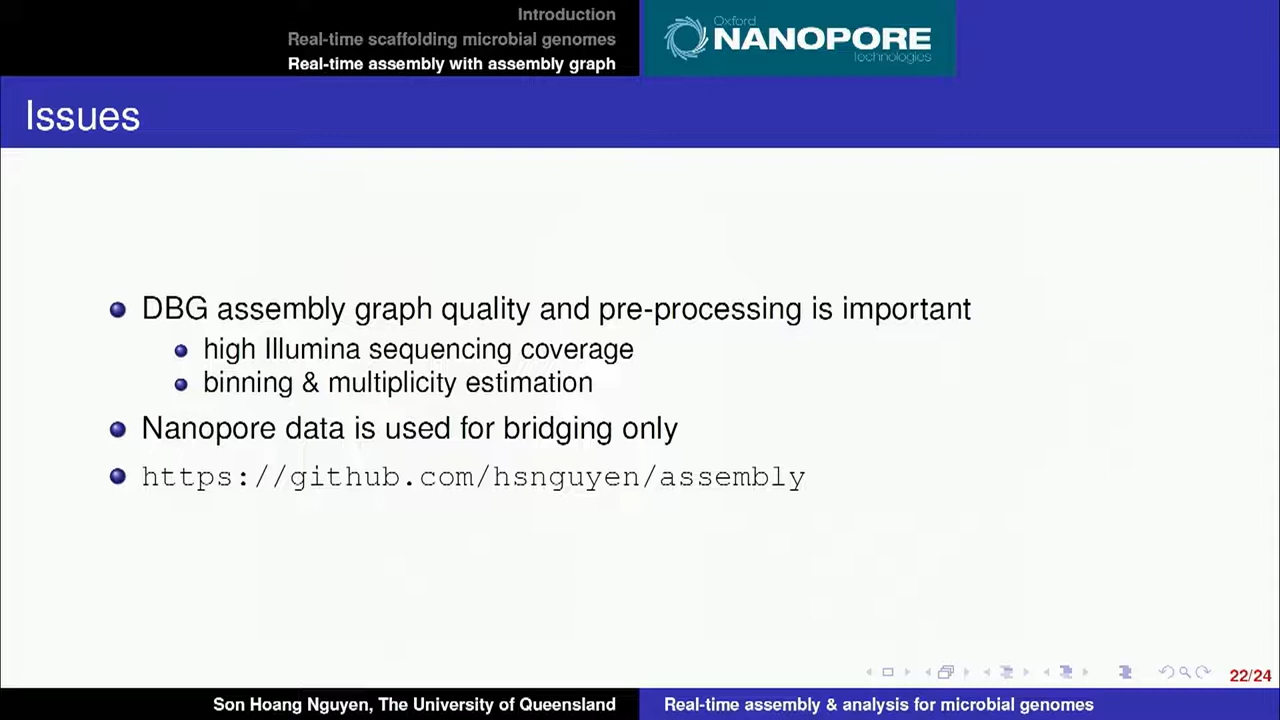 Introduction
Real-time scaffolding microbial genomes
Real-time assembly with assembly graph
Oxford
NANOPORE
Technologies
Issues
DBG assembly graph quality and pre-processing is important
high Illumina sequencing coverage
binning & multiplicity estimation
Nanopore data is used for bridging only
https://github.com/hsnguyen/assembly
22/24
Son Hoang Nguyen, The University of Queensland
Real-time assembly & analysis for microbial genomes